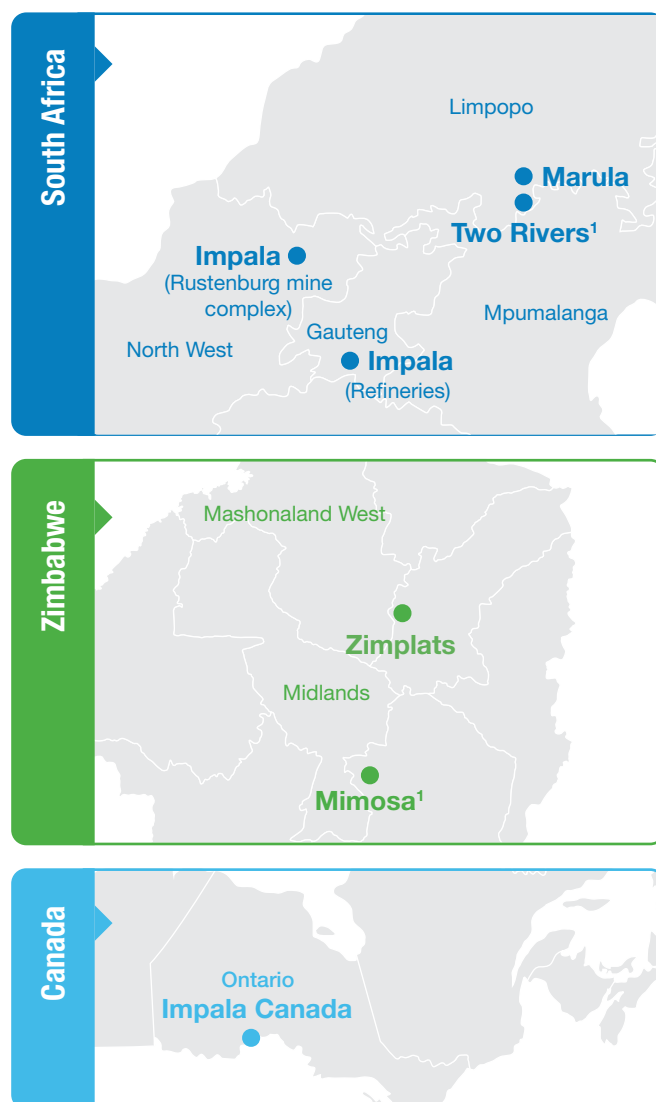 South Africa
Limpopo
Marula
Two Rivers¹
Impala
(Rustenburg mine
complex)
Mpumalanga
Gauteng
North West
Impala
(Refineries)
Zimbabwe
Mashonaland West
Zimplats
Midlands
Mimosa¹
Canada
Ontario
Impala Canada